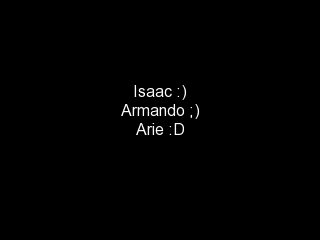 Isaac :)
Armando ;)
Arie :D